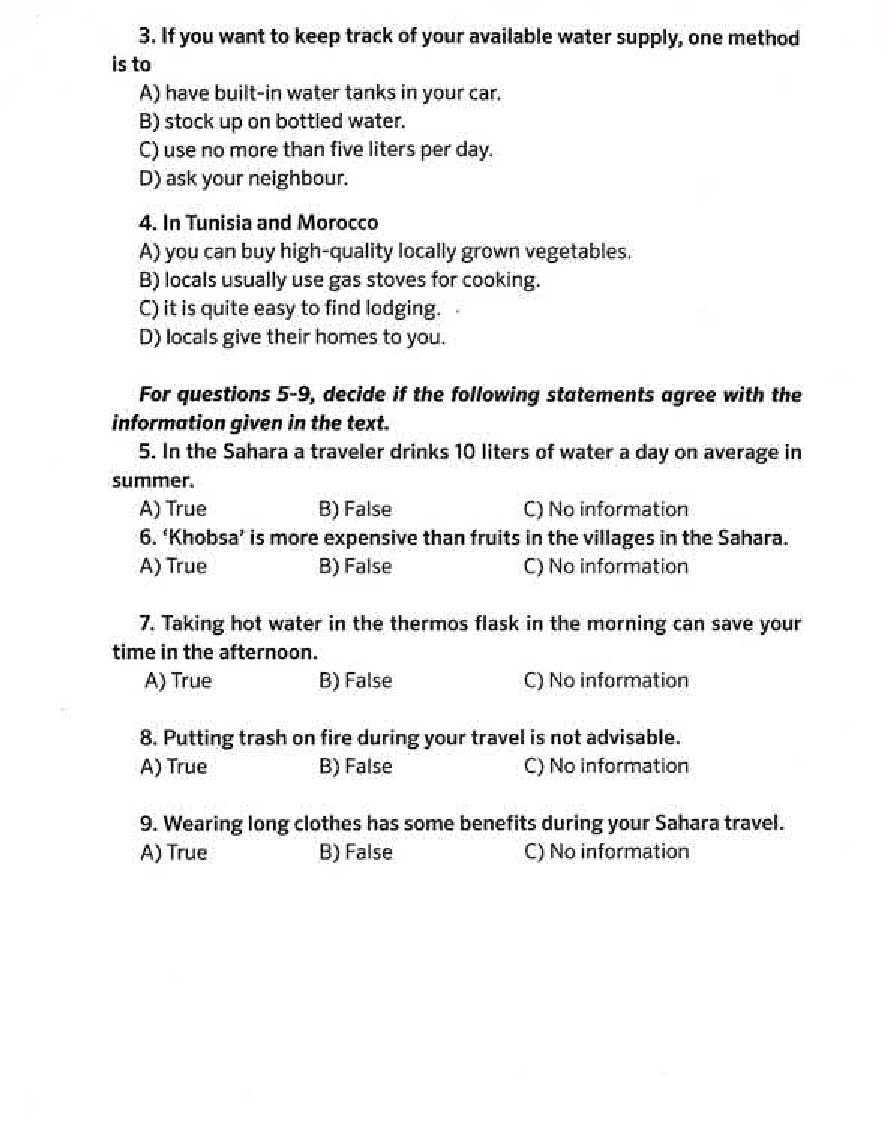 3. If you want to keep track of your available water supply, one method
is to
A) have built-in water tanks in your car.
B) stock up on bottled water.
C) use no more than five liters per day.
D) ask your neighbour.
4. In Tunisia and Morocco
A) you can buy high-quality locally grown vegetables.
B) locals usually use gas stoves for cooking.
C) it is quite easy to find lodging.
D) locals give their homes to you.
For questions 5-9, decide if the following statements agree with the
information given in the text.
5. In the Sahara a traveler drinks 10 liters of water a day on average in
summer.
A) True B) False C) No information
6. ‘Khobsa’ is more expensive than fruits in the villages in the Sahara.
A) True B) False C) No information
7. Taking hot water in the thermos flask in the morning can save your
time in the afternoon.
A) True B) False C) No information
8. Putting trash on fire during your travel is not advisable.
A) True B) False C) No information
9. Wearing long clothes has some benefits during your Sahara travel.
A) True B) False C) No information